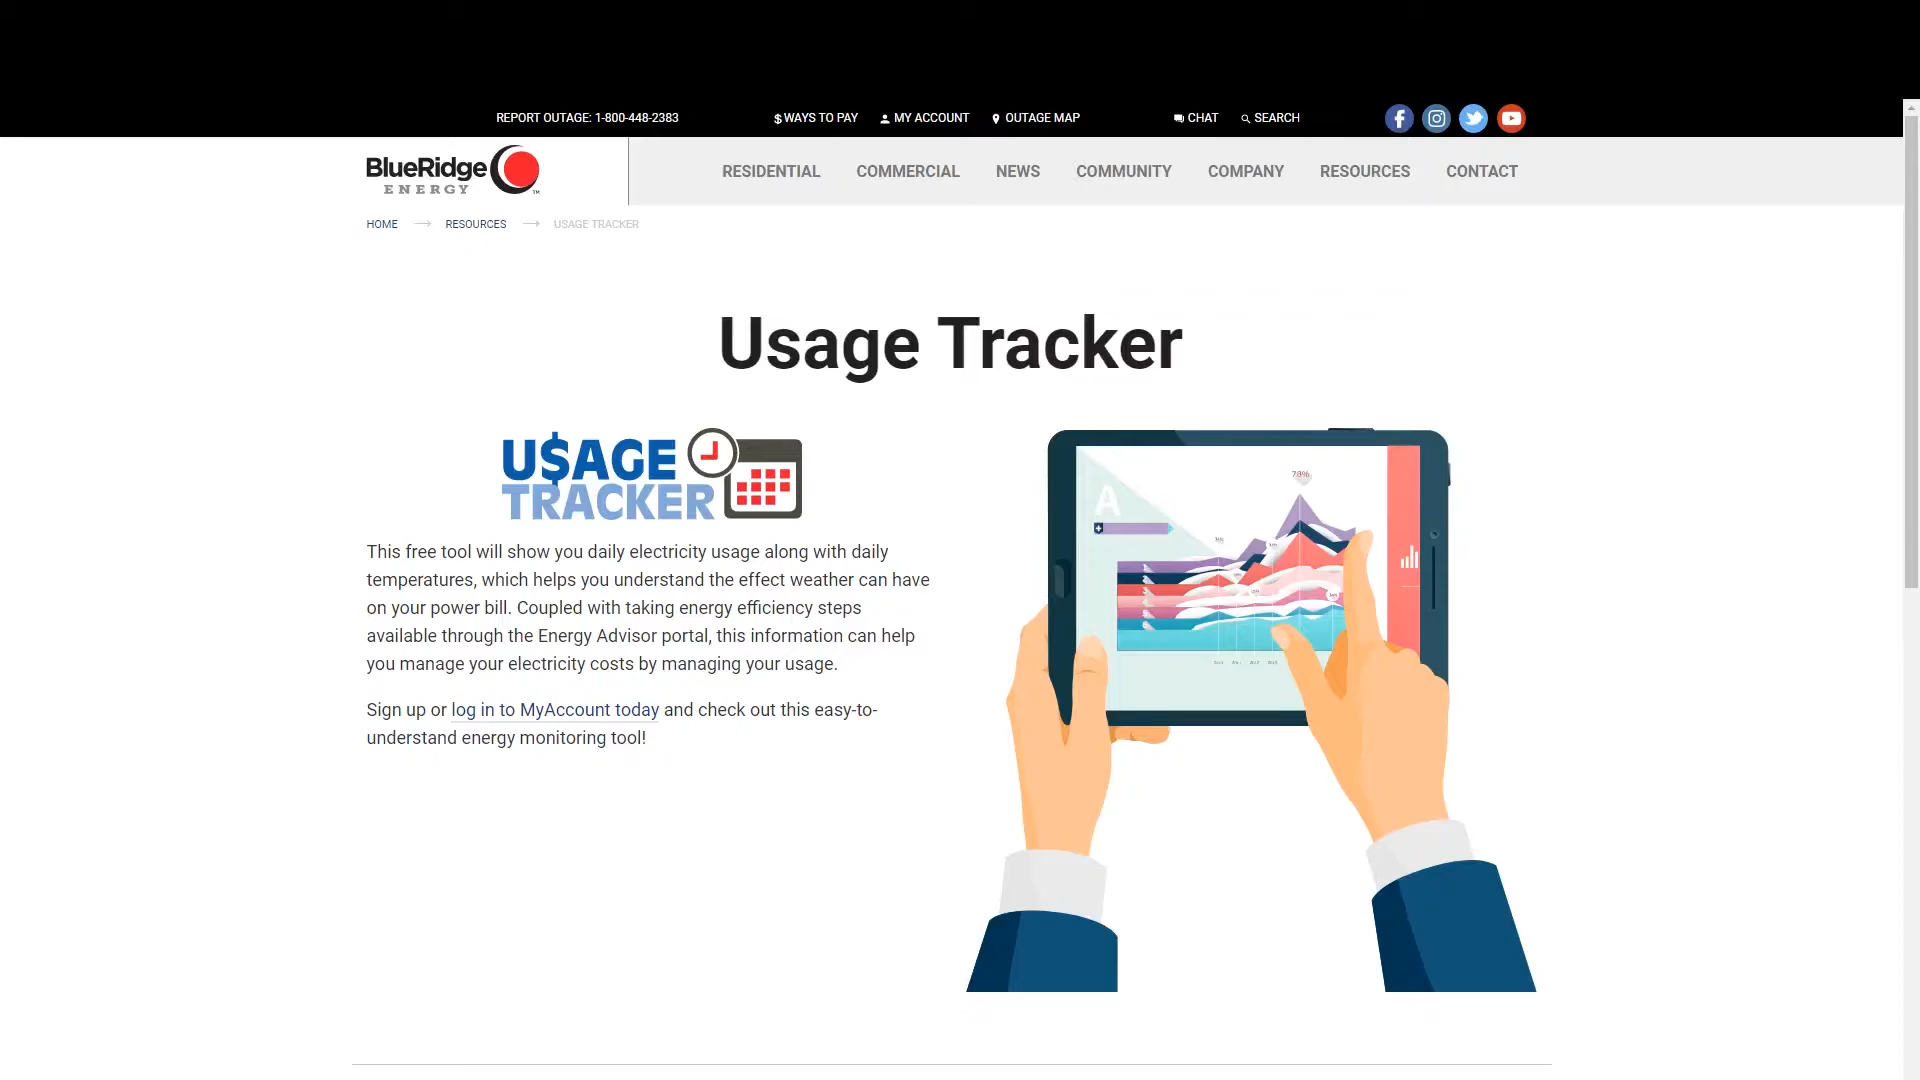 REPORT OUTAGE: 1-800-448-2383 $ WAYS TO PAY MY ACCOUNT OUTAGE MAP CHAT SEARCH
BlueRidge
ENERGY
™
RESIDENTIAL COMMERCIAL NEWS COMMUNITY COMPANY RESOURCES CONTACT
HOME → RESOURCES → USAGE TRACKER
Usage Tracker
U$AGE
TRACKER
This free tool will show you daily electricity usage along with daily
temperatures, which helps you understand the effect weather can have
on your power bill. Coupled with taking energy efficiency steps
available through the Energy Advisor portal, this information can help
you manage your electricity costs by managing your usage.
Sign up or log in to MyAccount today and check out this easy-to-
understand energy monitoring tool!
A
78%